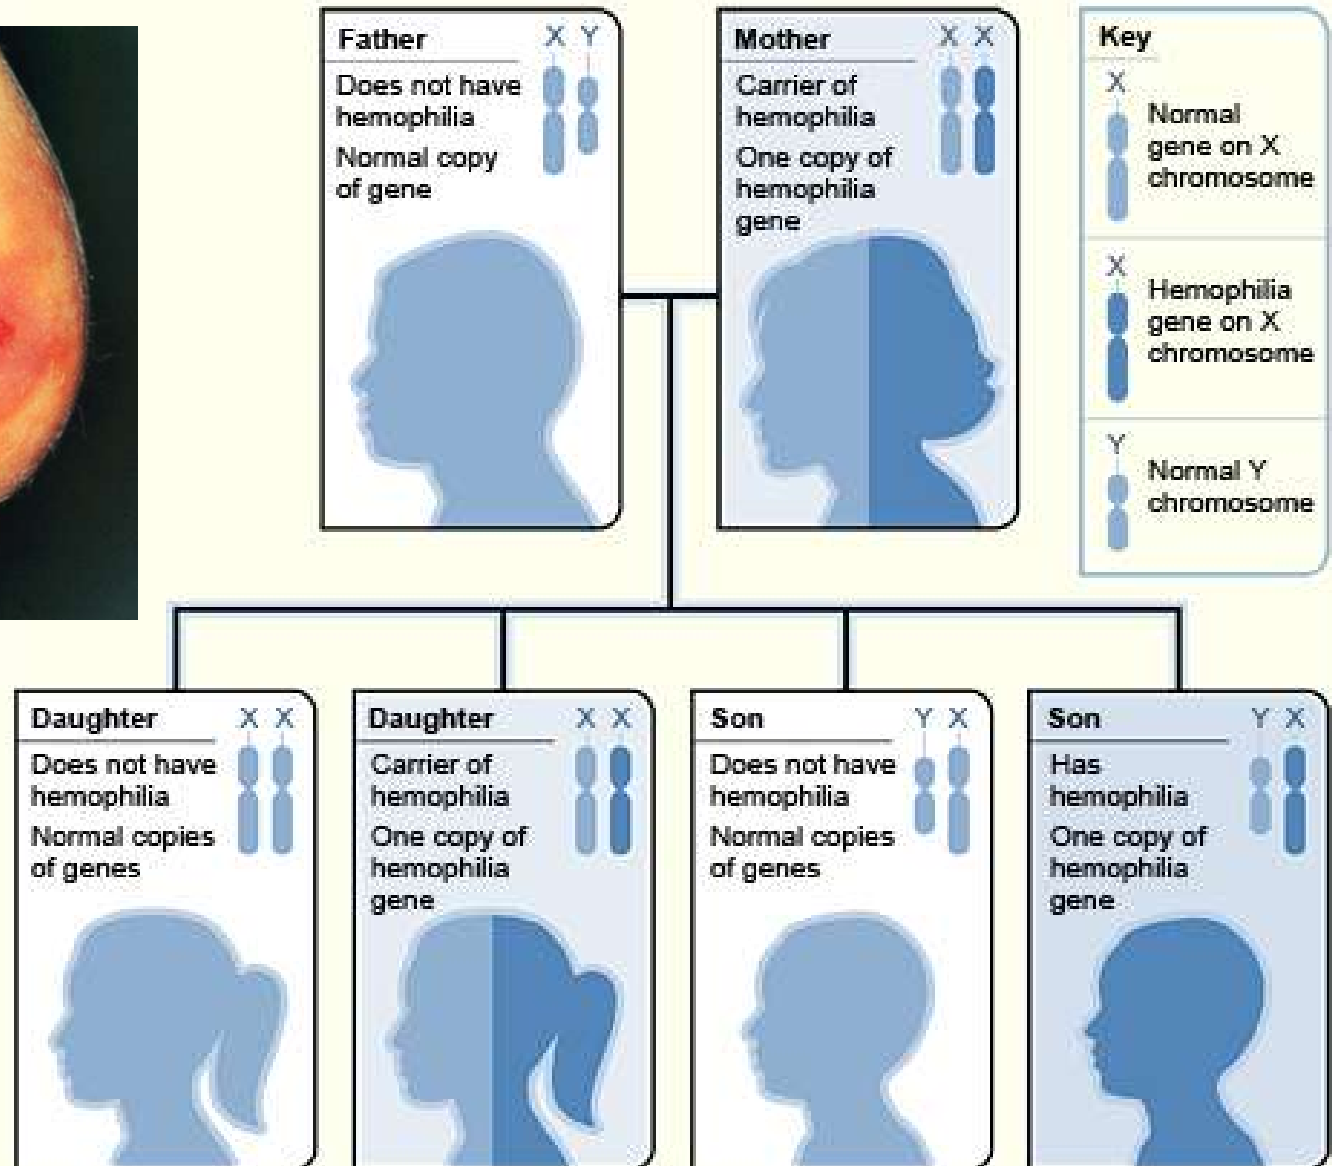 Father X Y
Does not have
hemophilia
Normal copy
of gene
Mother X X
Carrier of
hemophilia
One copy of
hemophilia
gene
Key
X
Normal
gene on X
chromosome
X
Hemophilia
gene on X
chromosome
Y
Normal Y
chromosome
Daughter X X
Does not have
hemophilia
Normal copies
of genes
Daughter X X
Carrier of
hemophilia
One copy of
hemophilia
gene
Son Y X
Does not have
hemophilia
Normal copies
of genes
Son Y X
Has
hemophilia
One copy of
hemophilia
gene